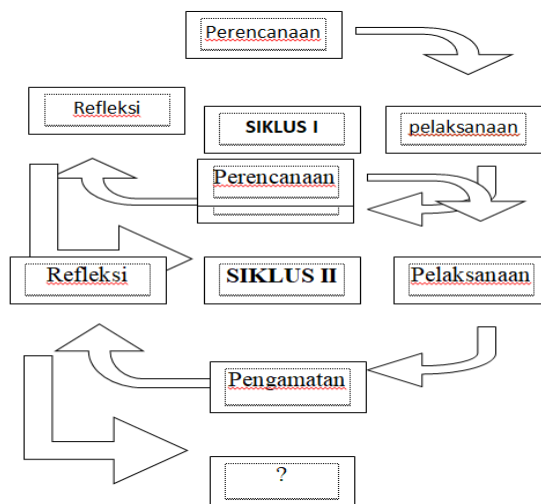 Perencanaan
Refleksi
SIKLUS I
pelaksanaan
Perencanaan
Refleksi
SIKLUS II
Pelaksanaan
Pengamatan
?